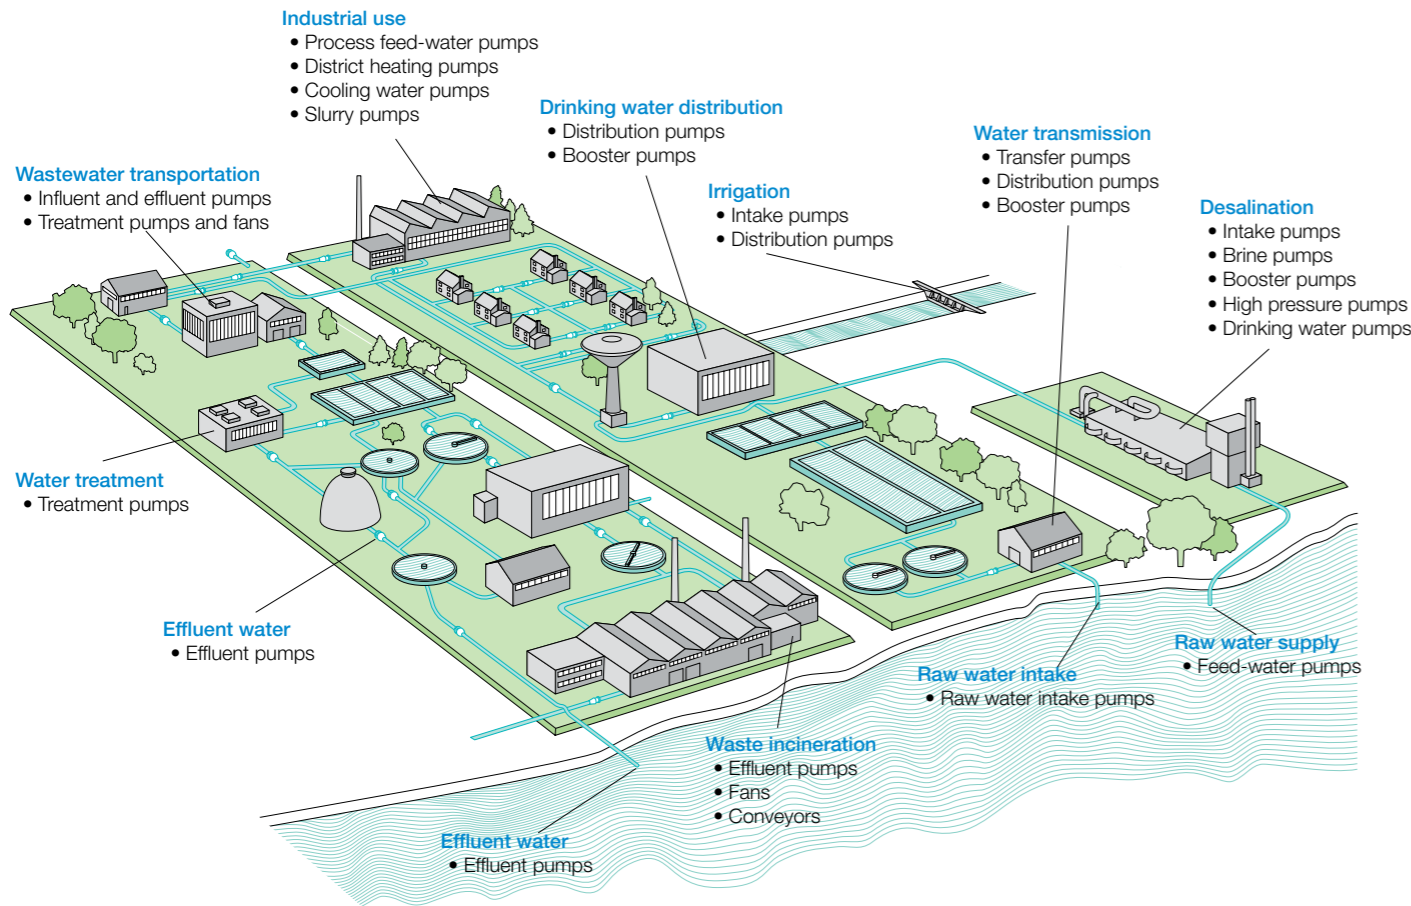 Industrial use
• Process feed-water pumps
• District heating pumps
• Cooling water pumps
• Slurry pumps
Drinking water distribution
• Distribution pumps
• Booster pumps
Water transmission
• Transfer pumps
• Distribution pumps
• Booster pumps
Wastewater transportation
• Influent and effluent pumps
• Treatment pumps and fans
Irrigation
• Intake pumps
• Distribution pumps
Desalination
• Intake pumps
• Brine pumps
• Booster pumps
• High pressure pumps
• Drinking water pumps
Water treatment
• Treatment pumps
Effluent water
• Effluent pumps
Raw water supply
• Feed-water pumps
Raw water intake
• Raw water intake pumps
Waste incineration
• Effluent pumps
• Fans
• Conveyors
Effluent water
• Effluent pumps